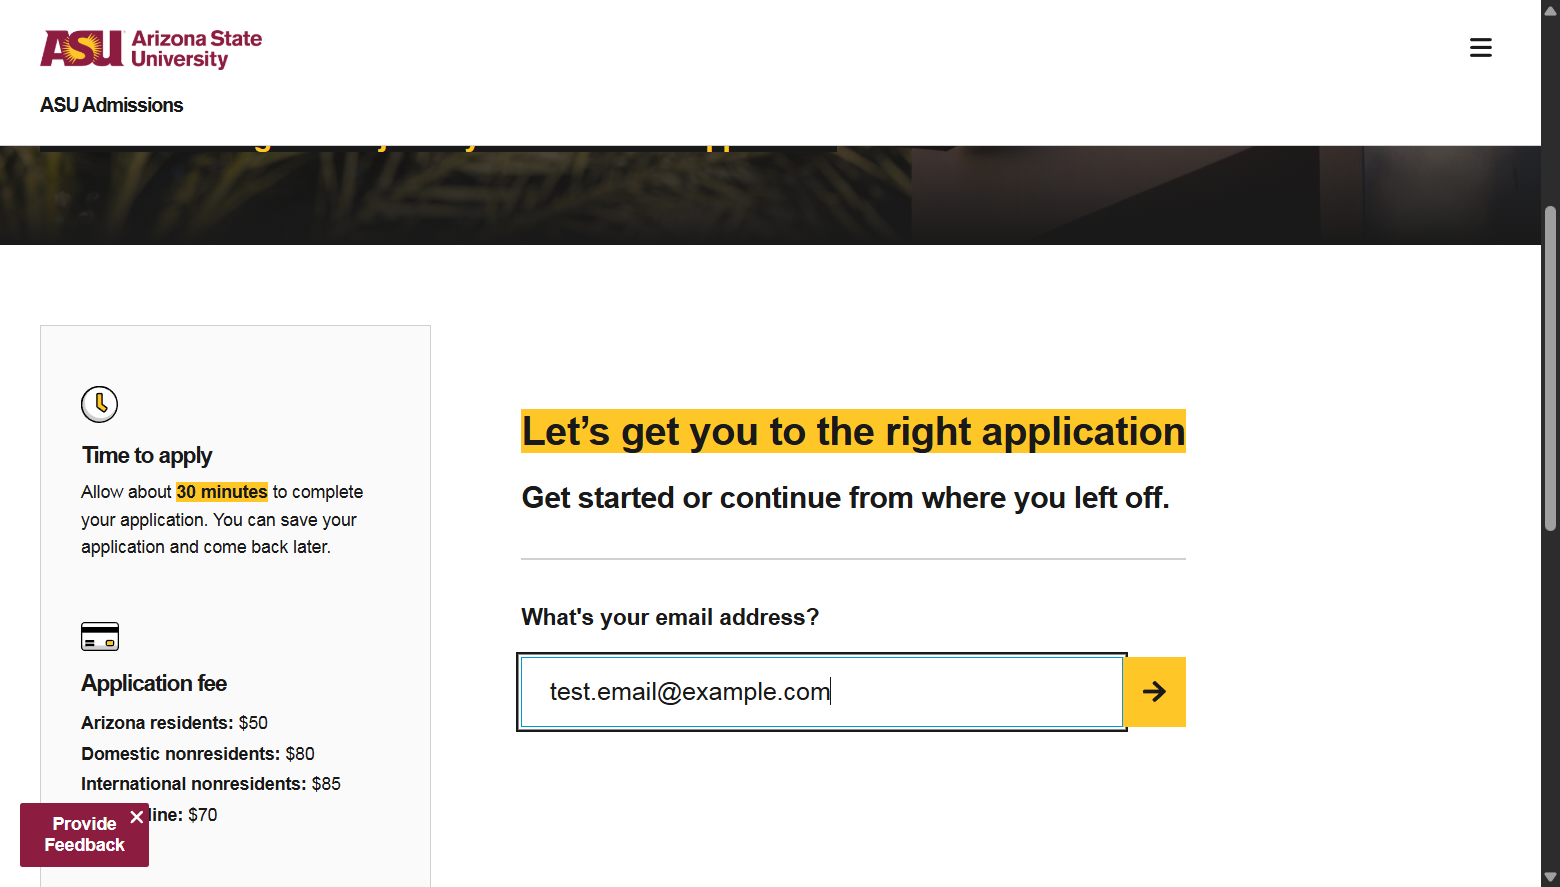 ASU Arizona State
University
ASU Admissions
Time to apply
Allow about 30 minutes to complete
your application. You can save your
application and come back later.
Application fee
Arizona residents: $50
Domestic nonresidents: $80
International nonresidents: $85
line: $70
Provide
Feedback
Let’s get you to the right application
Get started or continue from where you left off.
What's your email address?
test.email@example.com